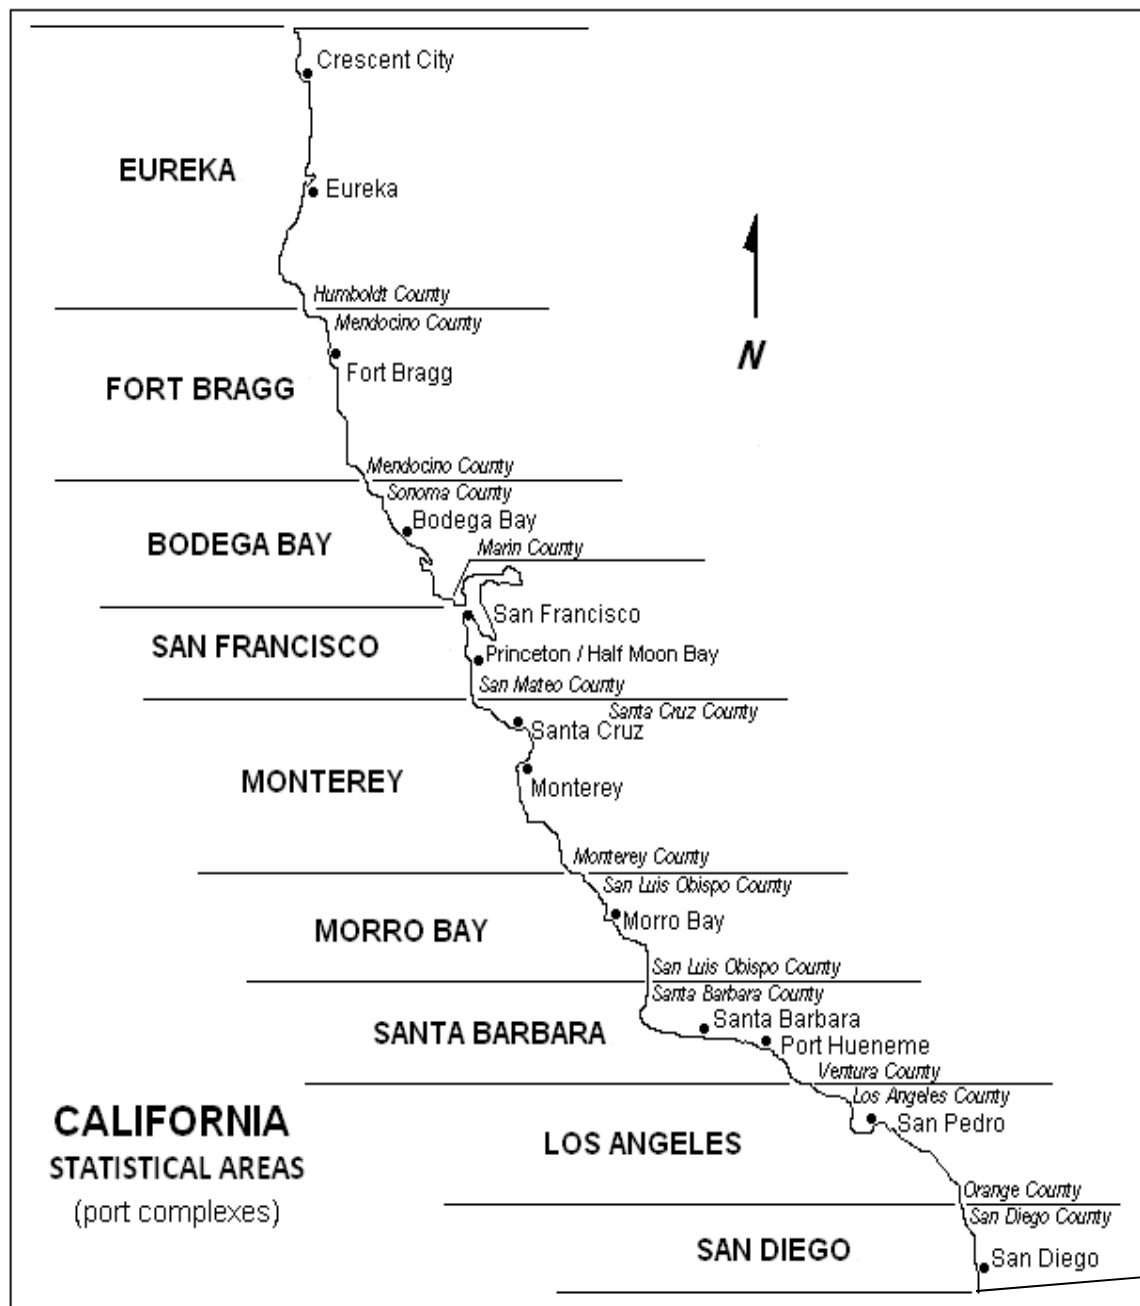 Crescent City
EUREKA
Eureka
Humboldt County
Mendocino County
N
Fort Bragg
FORT BRAGG
Mendocino County
Sonoma County
Bodega Bay
BODEGA BAY
Marin County
San Francisco
SAN FRANCISCO
Princeton / Half Moon Bay
San Mateo County
Santa Cruz County
Santa Cruz
MONTEREY
Monterey
Monterey County
San Luis Obispo County
Morro Bay
MORRO BAY
San Luis Obispo County
Santa Barbara County
Santa Barbara
SANTA BARBARA
Port Hueneme
Ventura County
Los Angeles County
CALIFORNIA
San Pedro
LOS ANGELES
STATISTICAL AREAS
(port complexes)
Orange County
San Diego County
SAN DIEGO
San Diego